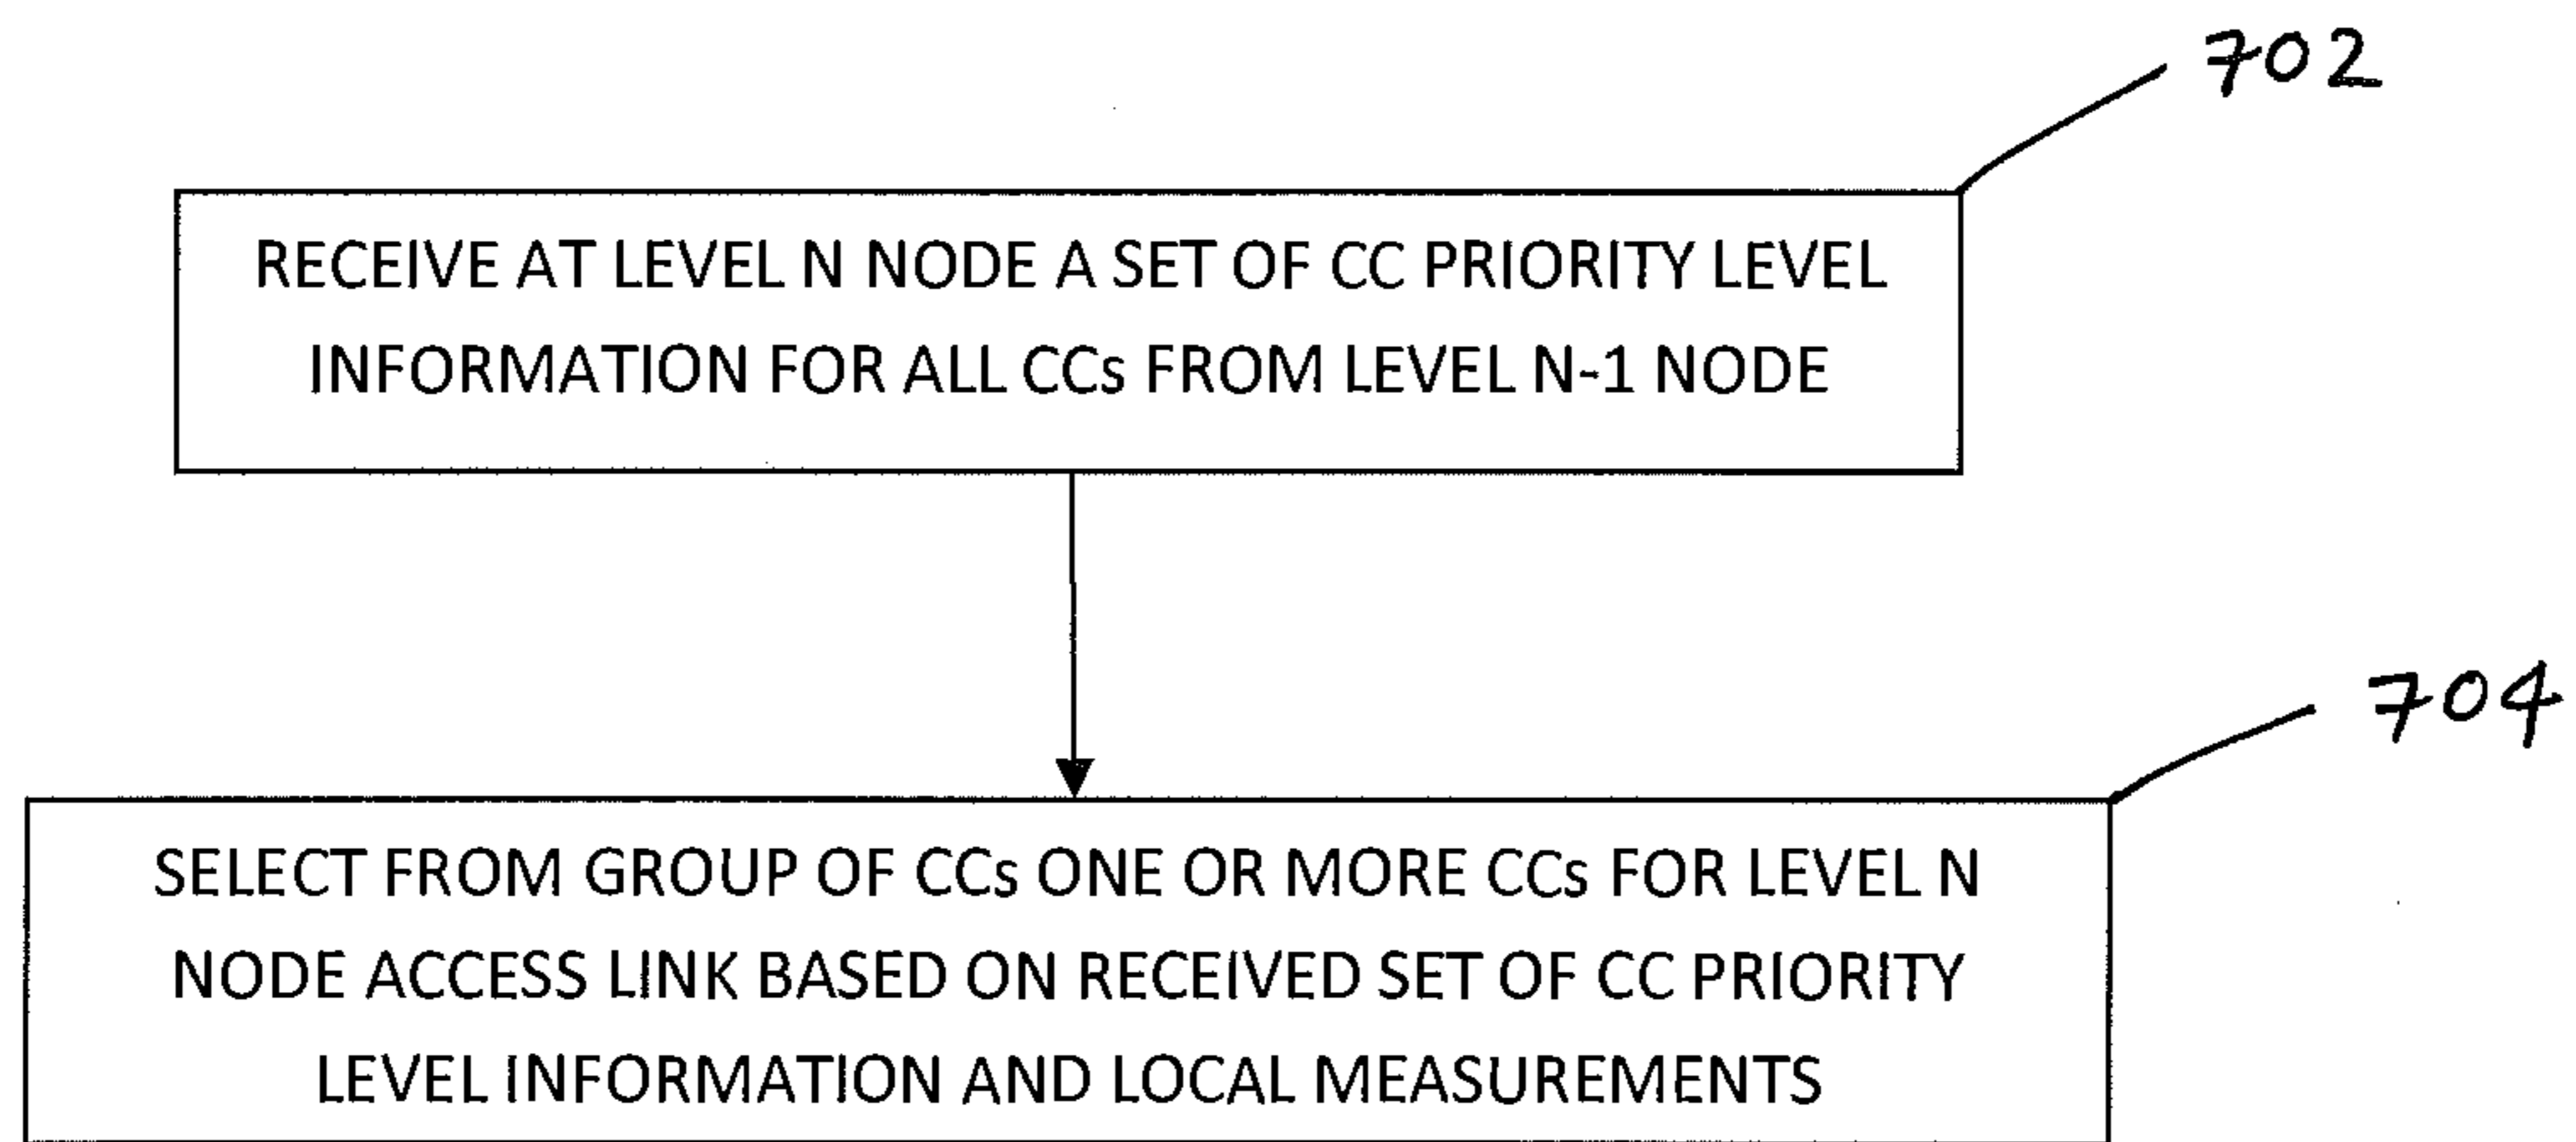 702
RECEIVE AT LEVEL N NODE A SET OF CC PRIORITY LEVEL
INFORMATION FOR ALL CCs FROM LEVEL N-1 NODE
704
SELECT FROM GROUP OF CCs ONE OR MORE CCs FOR LEVEL N
NODE ACCESS LINK BASED ON RECEIVED SET OF CC PRIORITY
LEVEL INFORMATION AND LOCAL MEASUREMENTS